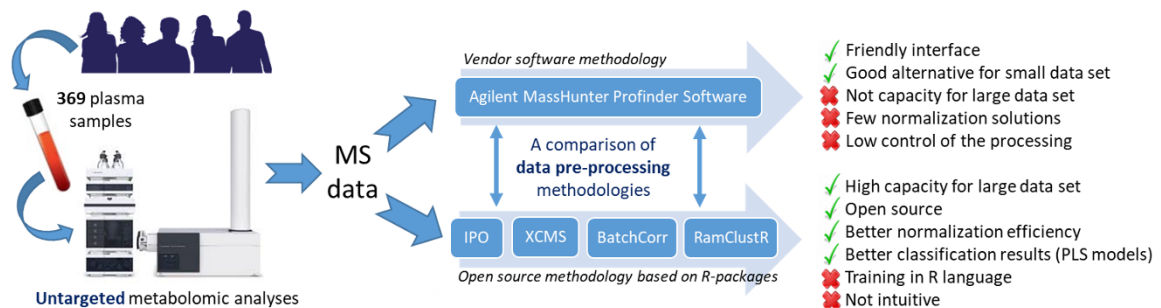 369 plasma
samples
Untargeted metabolomic analyses
MS
data
Vendor software methodology
Agilent MassHunter Profinder Software
A comparison of
data pre-processing
methodologies
IPO
XCMS
BatchCorr
RamClustR
Open source methodology based on R-packages
Friendly interface
Good alternative for small data set
Not capacity for large data set
Few normalization solutions
Low control of the processing
High capacity for large data set
Open source
Better normalization efficiency
Better classification results (PLS models)
Training in R language
Not intuitive